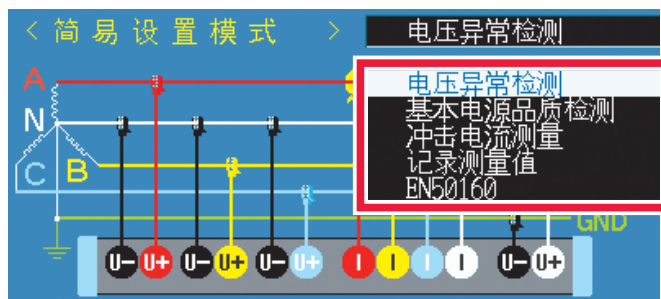 <简易设置模式 > 电压异常检测
电压异常检测
基本电源品质检测
冲击电流测量
记录测量值
EN50160
A
N
C B
GND
U- U+ U- U+ U- U+ I I I I U- U+